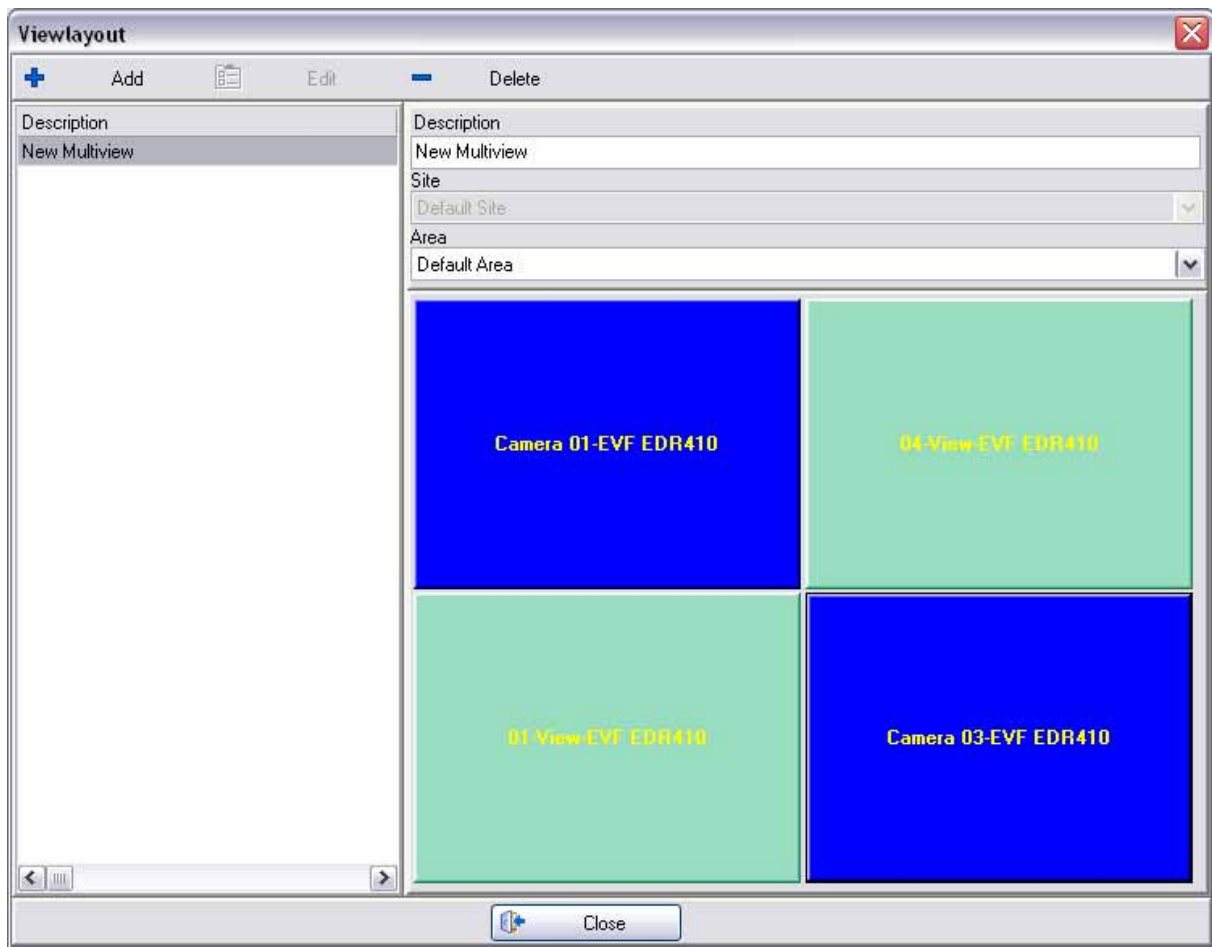 Viewlayout
Add Edit Delete
Description
New Multiview
Description
New Multiview
Site
Default Site
Area
Default Area
Camera 01-EVF EDR410
04-View-EVF EDR410
01-View-EVF EDR410
Camera 03-EVF EDR410
Close